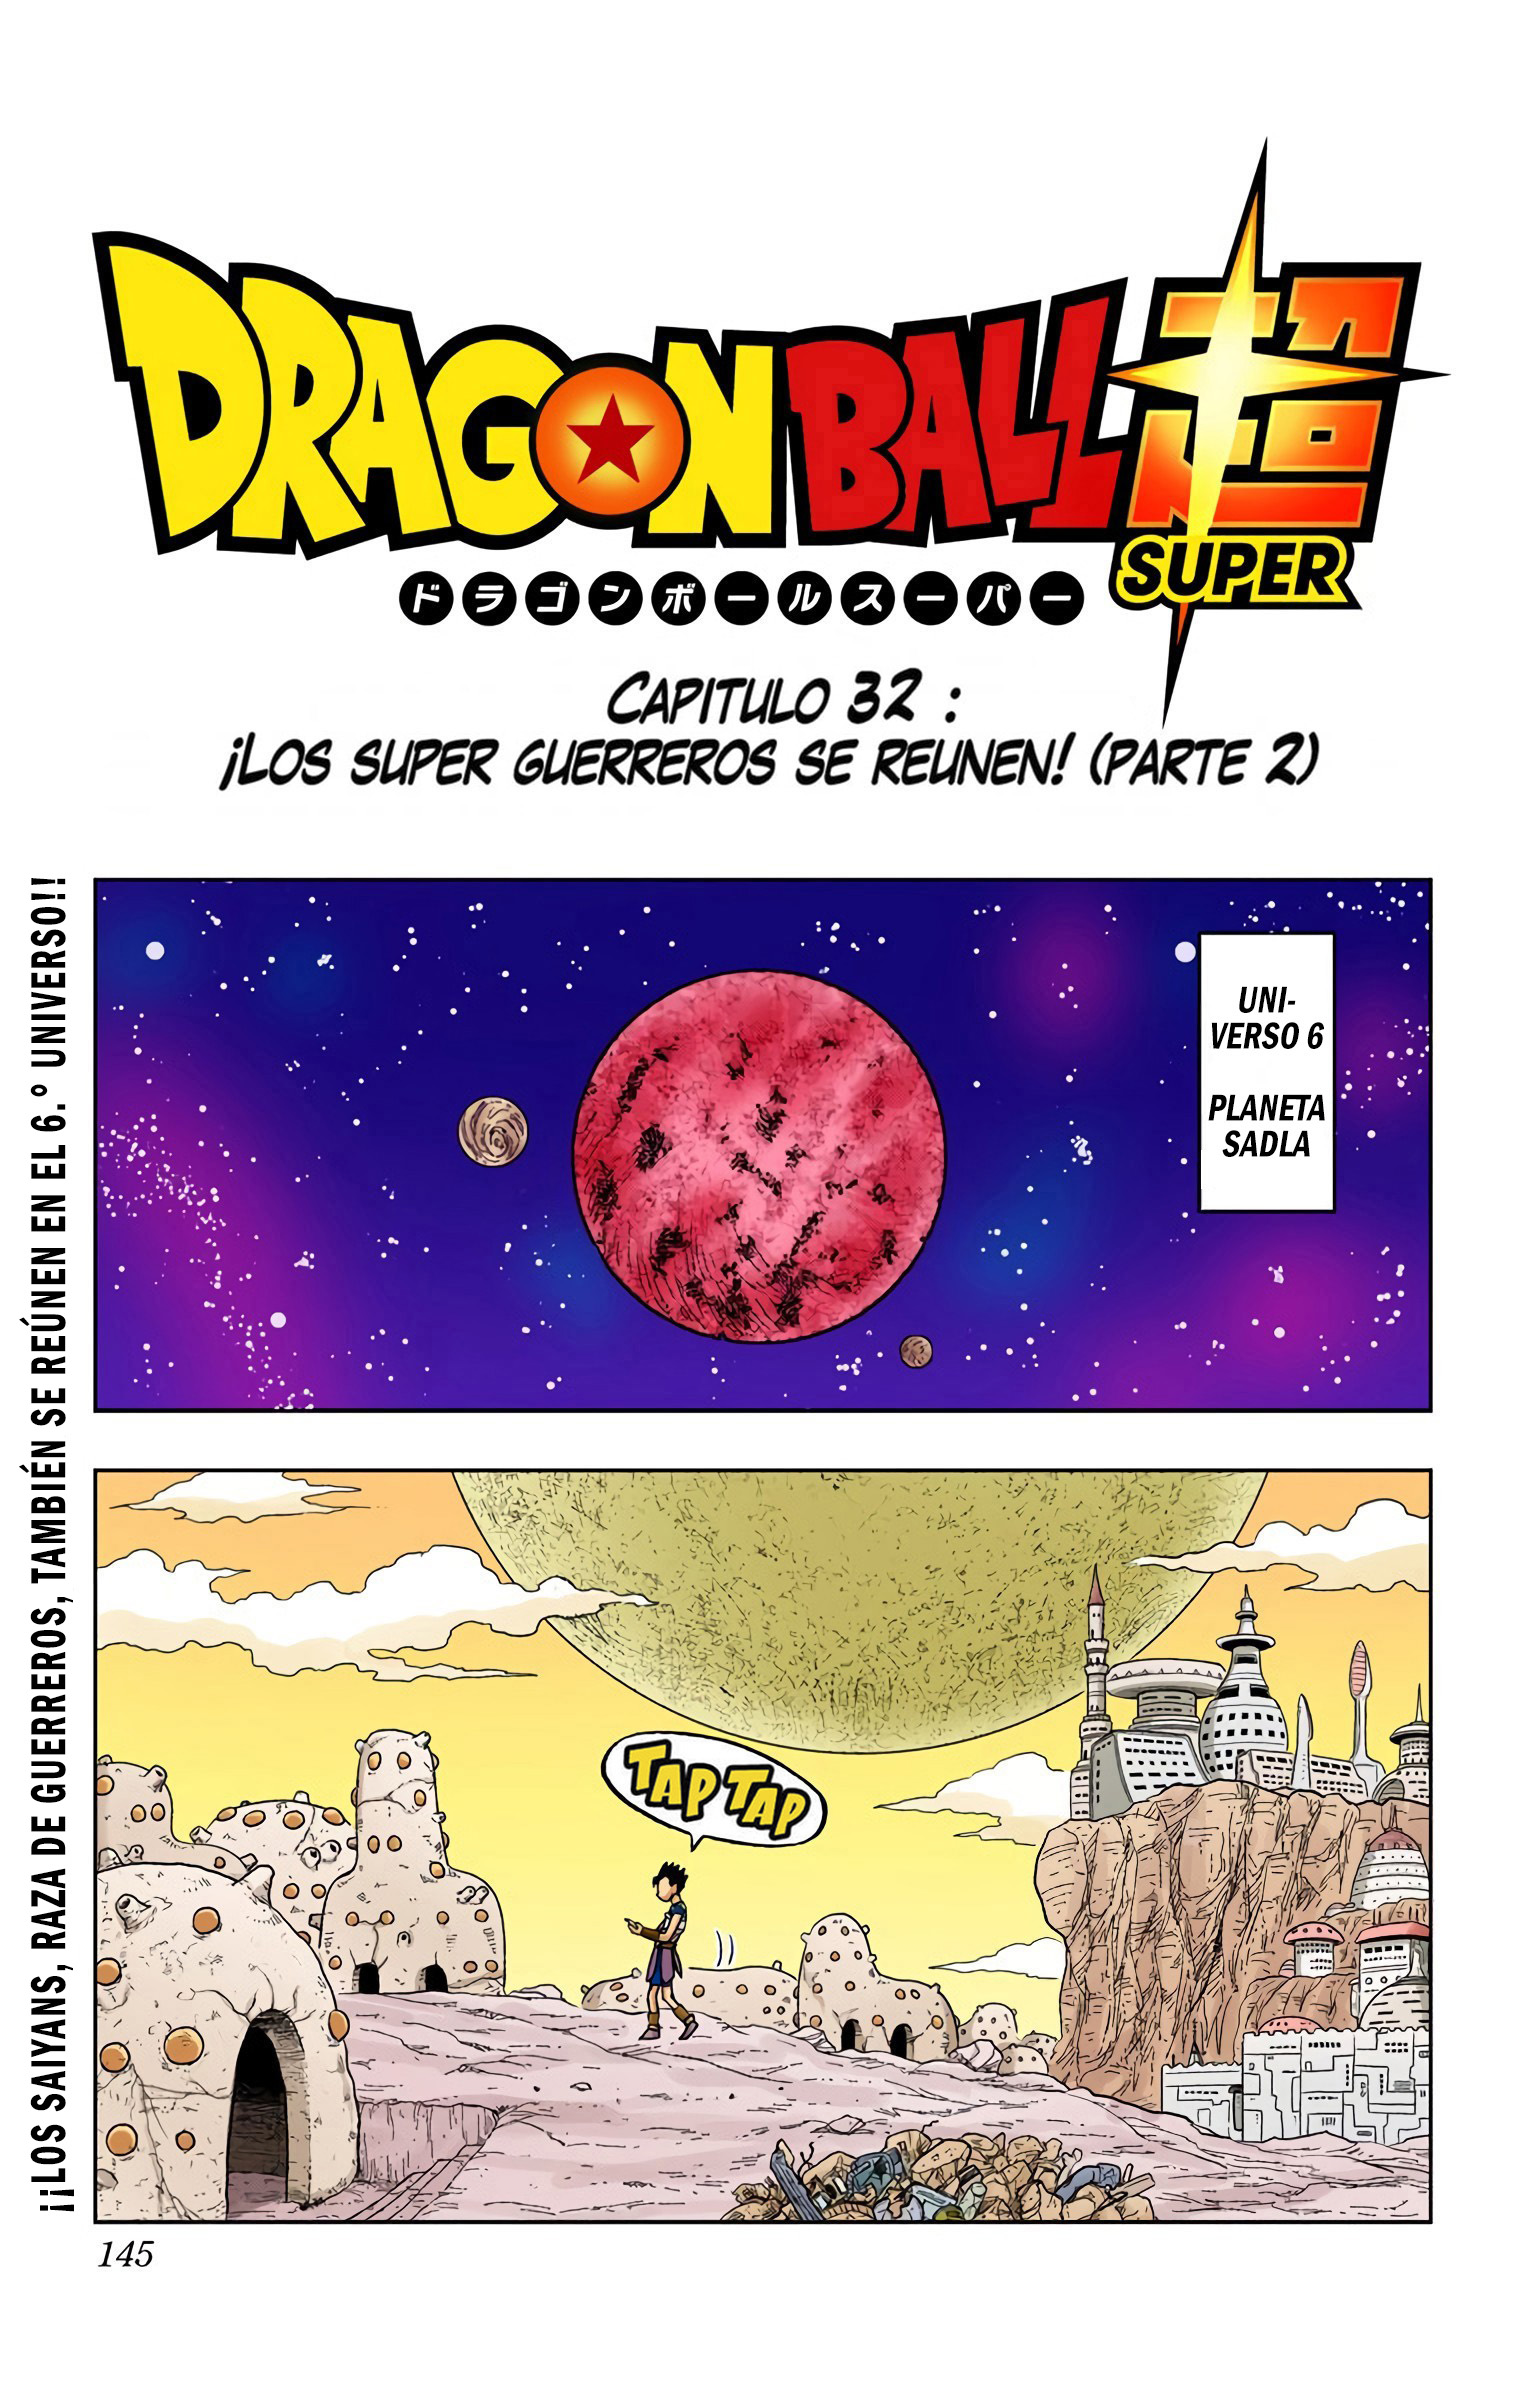 DRAGON BALL 超
SUPER
ドラゴンボールスーパー
CAPITULO 32 :
¡LOS SUPER GUERREROS SE REUNEN! (PARTE 2)
¡¡LOS SAIYANS, RAZA DE GUERREROS, TAMBIÉN SE REÚNEN EN EL 6.º UNIVERSO!!
UNI-
VERSO 6
PLANETA
SADLA
TAP TAP
145